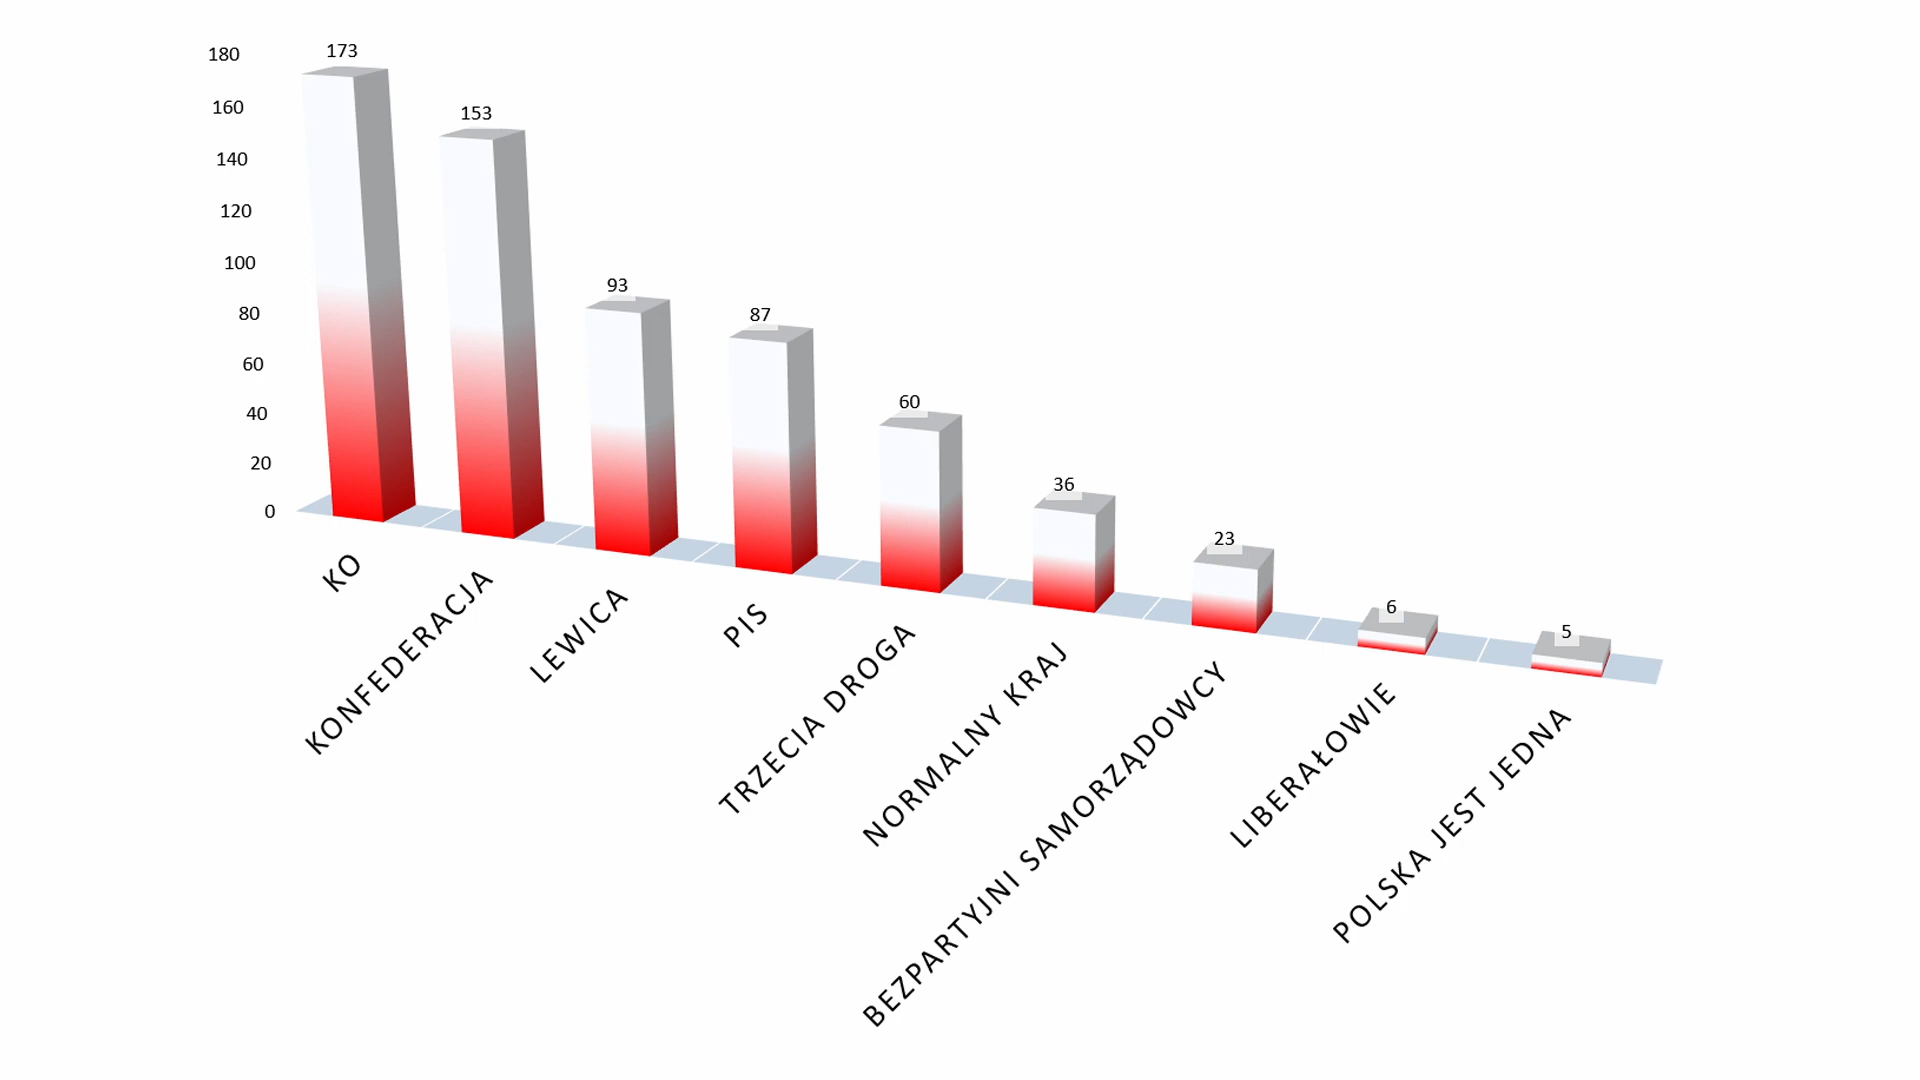 180
160
140
120
100
80
60
40
20
0
173
153
93
87
60
36
23
6
5
KO
KONFEDERACJA
LEWICA
PIS
TRZECIA DROGA
NORMALNY KRAJ
BEZPARTYJNI SAMORZĄDOWCY
LIBERAŁOWIE
POLSKA JEST JEDNA